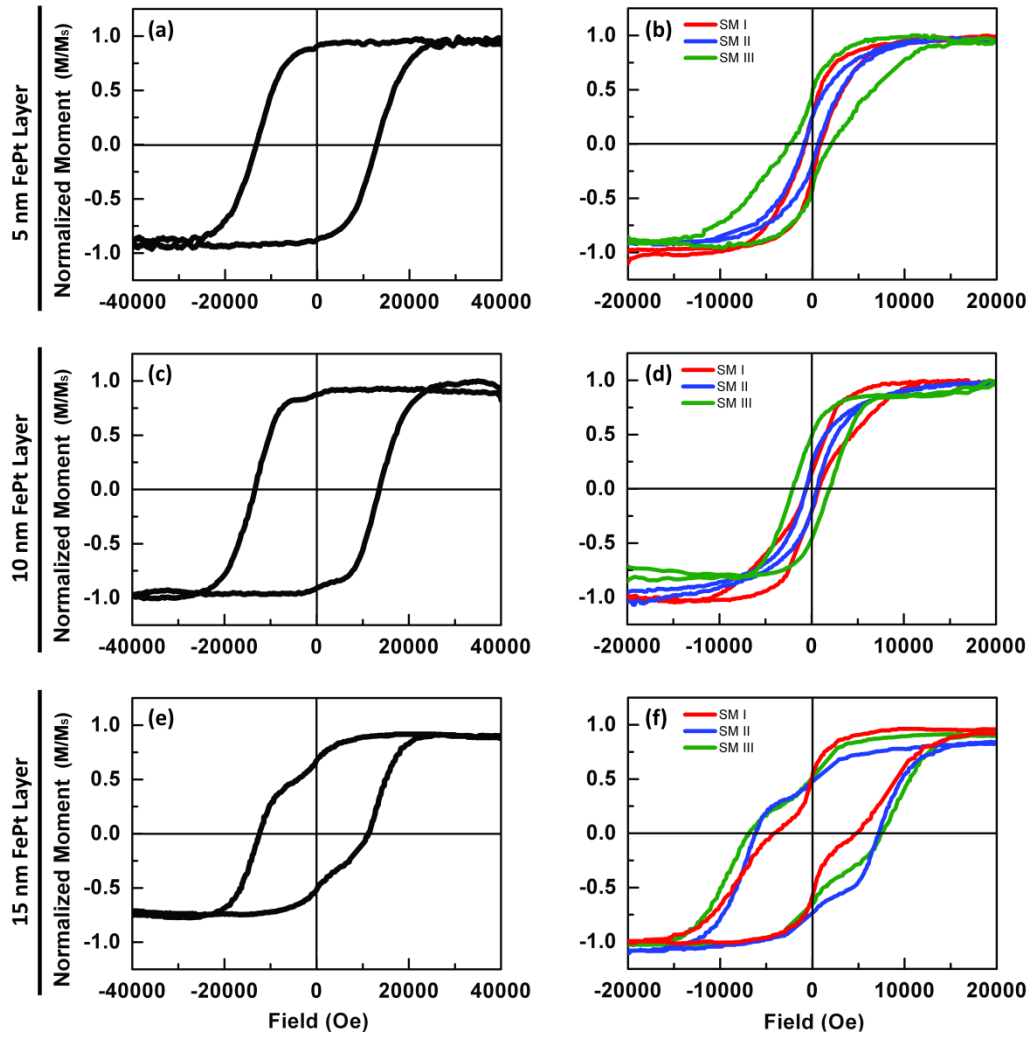 5 nm FePt Layer
Normalized Moment (M/Ms)
(a)
1.0
0.5
0.0
-0.5
-1.0
-40000 -20000 0 20000 40000
(b)
SM I
SM II
SM III
1.0
0.5
0.0
-0.5
-1.0
-20000 -10000 0 10000 20000
10 nm FePt Layer
Normalized Moment (M/Ms)
(c)
1.0
0.5
0.0
-0.5
-1.0
-40000 -20000 0 20000 40000
(d)
SM I
SM II
SM III
1.0
0.5
0.0
-0.5
-1.0
-20000 -10000 0 10000 20000
15 nm FePt Layer
Normalized Moment (M/Ms)
(e)
1.0
0.5
0.0
-0.5
-1.0
-40000 -20000 0 20000 40000
Field (Oe)
(f)
SM I
SM II
SM III
1.0
0.5
0.0
-0.5
-1.0
-20000 -10000 0 10000 20000
Field (Oe)